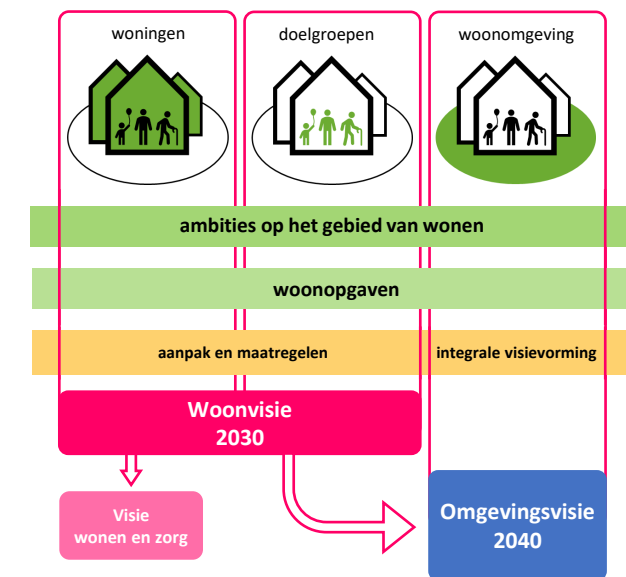 woningen
doelgroepen
woonomgeving
ambities op het gebied van wonen
woonopgaven
aanpak en maatregelen
integrale visievorming
Woonvisie
2030
Visie
wonen en zorg
Omgevingsvisie
2040